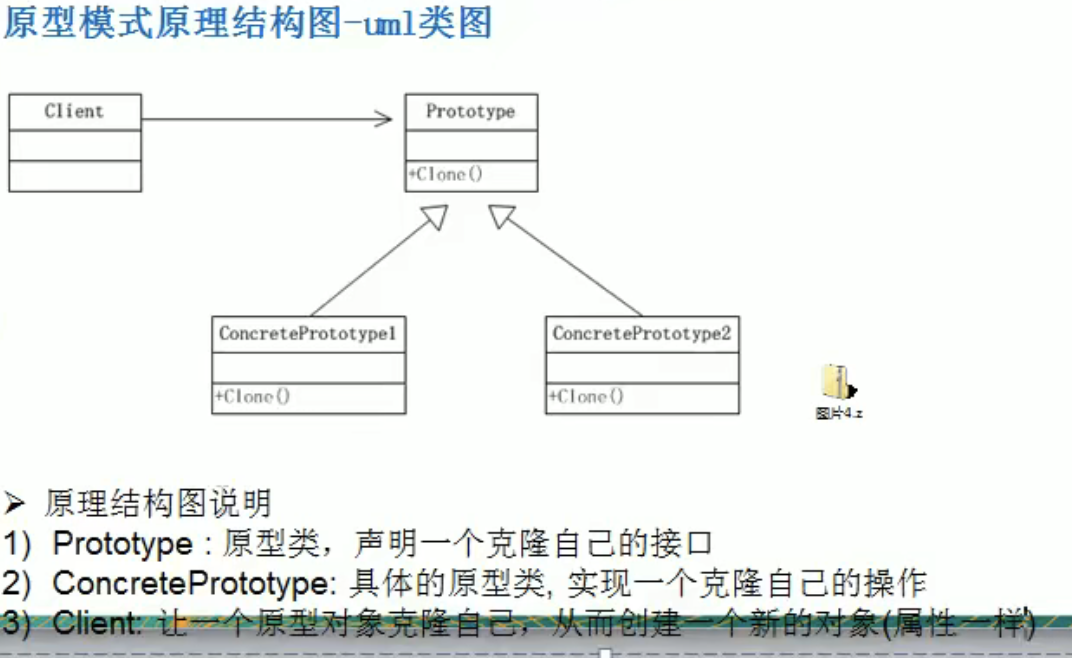 原型模式原理结构图-uml类图
Client
Prototype
+Clone()
ConcretePrototype1
ConcretePrototype2
+Clone()
+Clone()
图片4.z
➢ 原理结构图说明
1) Prototype : 原型类，声明一个克隆自己的接口
2) ConcretePrototype: 具体的原型类, 实现一个克隆自己的操作
3) Client: 让一个原型对象克隆自己，从而创建一个新的对象(属性一样)